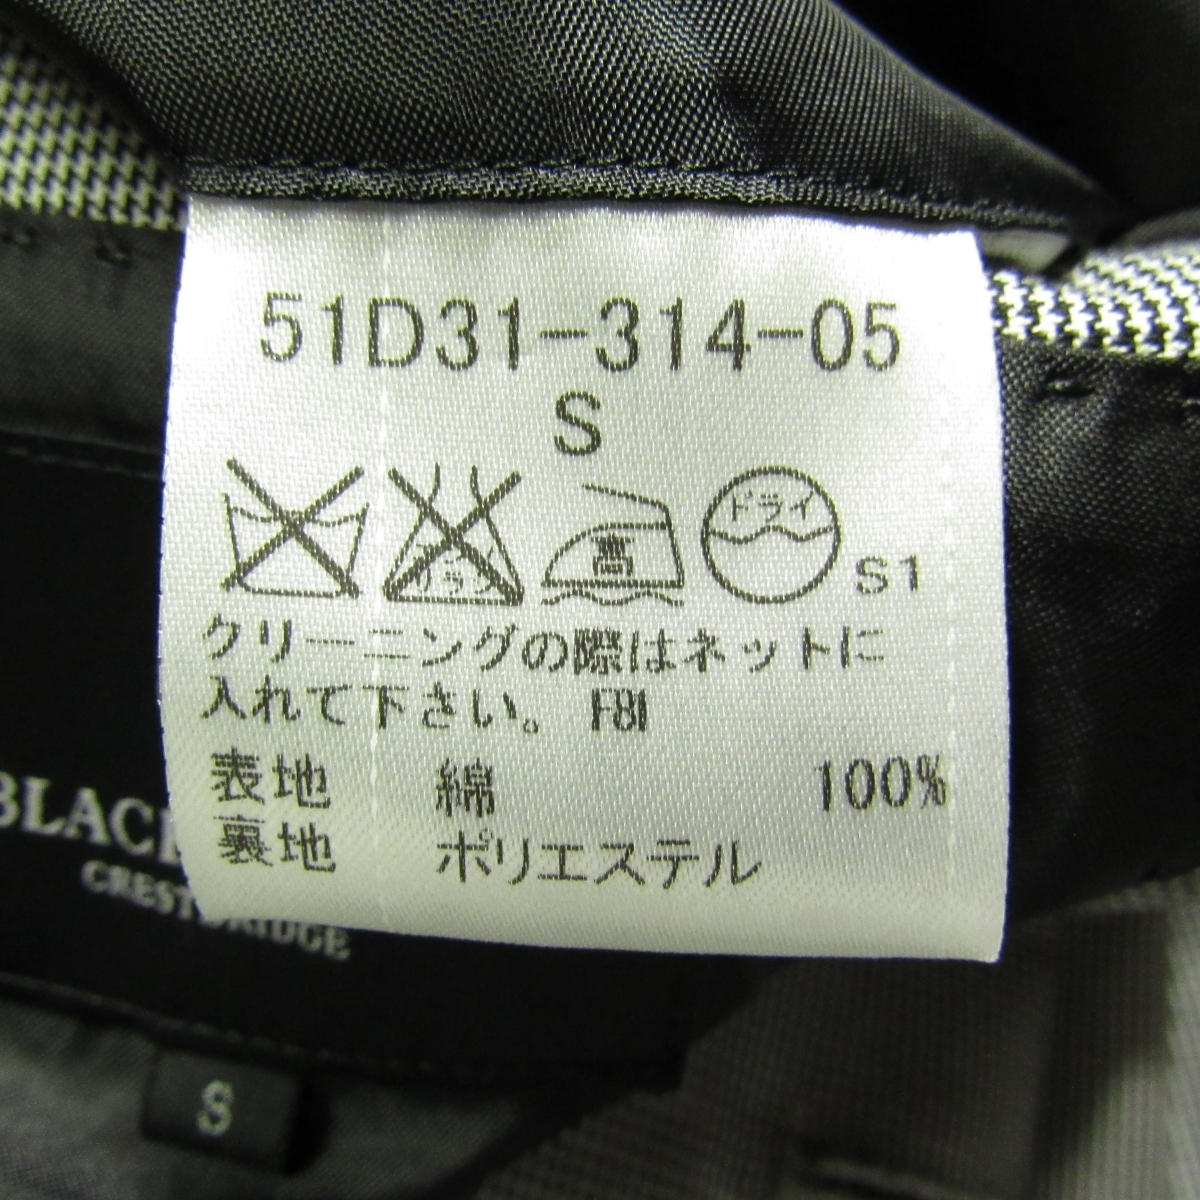 51D31-314-05
S
ドライ S1
クリーニングの際はネットに
入れて下さい。 F81
表地 綿 100%
裏地 ポリエステル
BLACK
CRESTBRIDGE
S